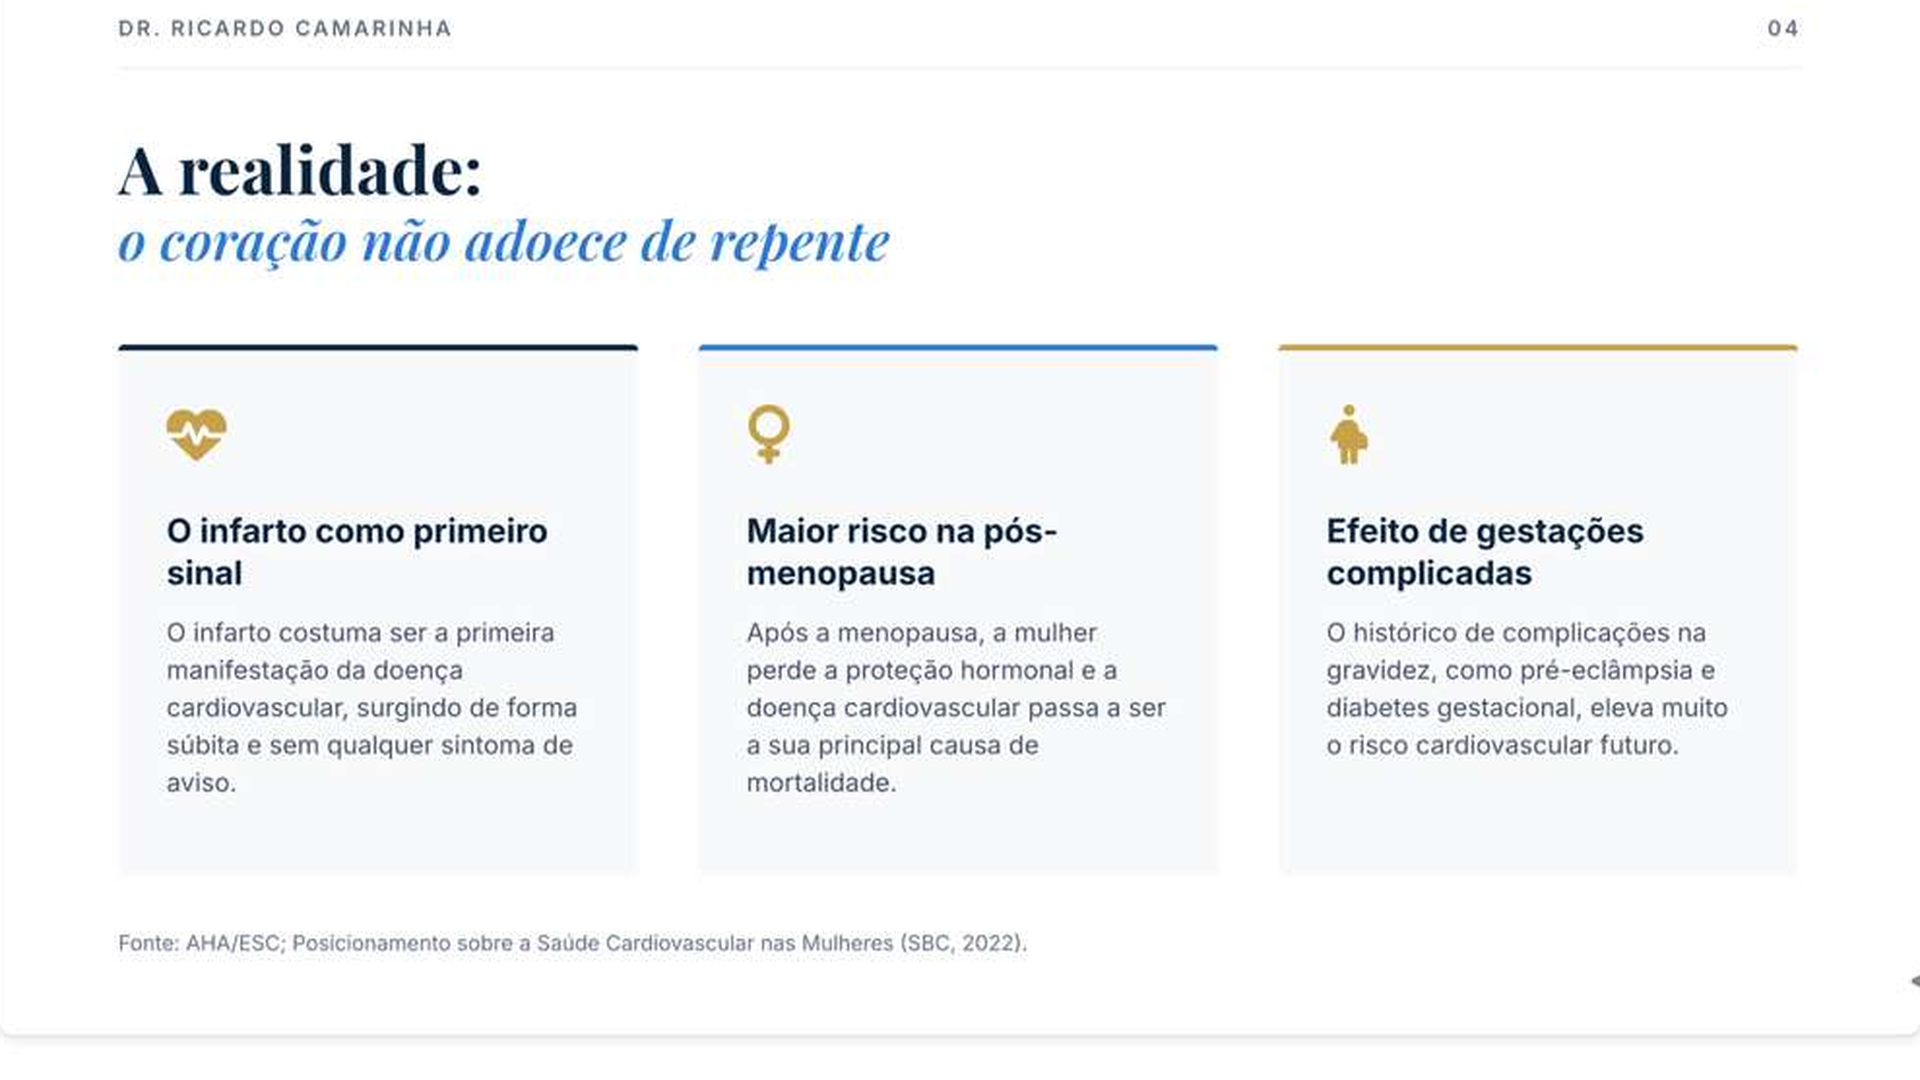 DR. RICARDO CAMARINHA
04
A realidade:
o coração não adoece de repente
O infarto como primeiro
sinal
O infarto costuma ser a primeira
manifestação da doença
cardiovascular, surgindo de forma
súbita e sem qualquer sintoma de
aviso.
Maior risco na pós-
menopausa
Após a menopausa, a mulher
perde a proteção hormonal e a
doença cardiovascular passa a ser
a sua principal causa de
mortalidade.
Efeito de gestações
complicadas
O histórico de complicações na
gravidez, como pré-eclâmpsia e
diabetes gestacional, eleva muito
o risco cardiovascular futuro.
Fonte: AHA/ESC; Posicionamento sobre a Saúde Cardiovascular nas Mulheres (SBC, 2022).